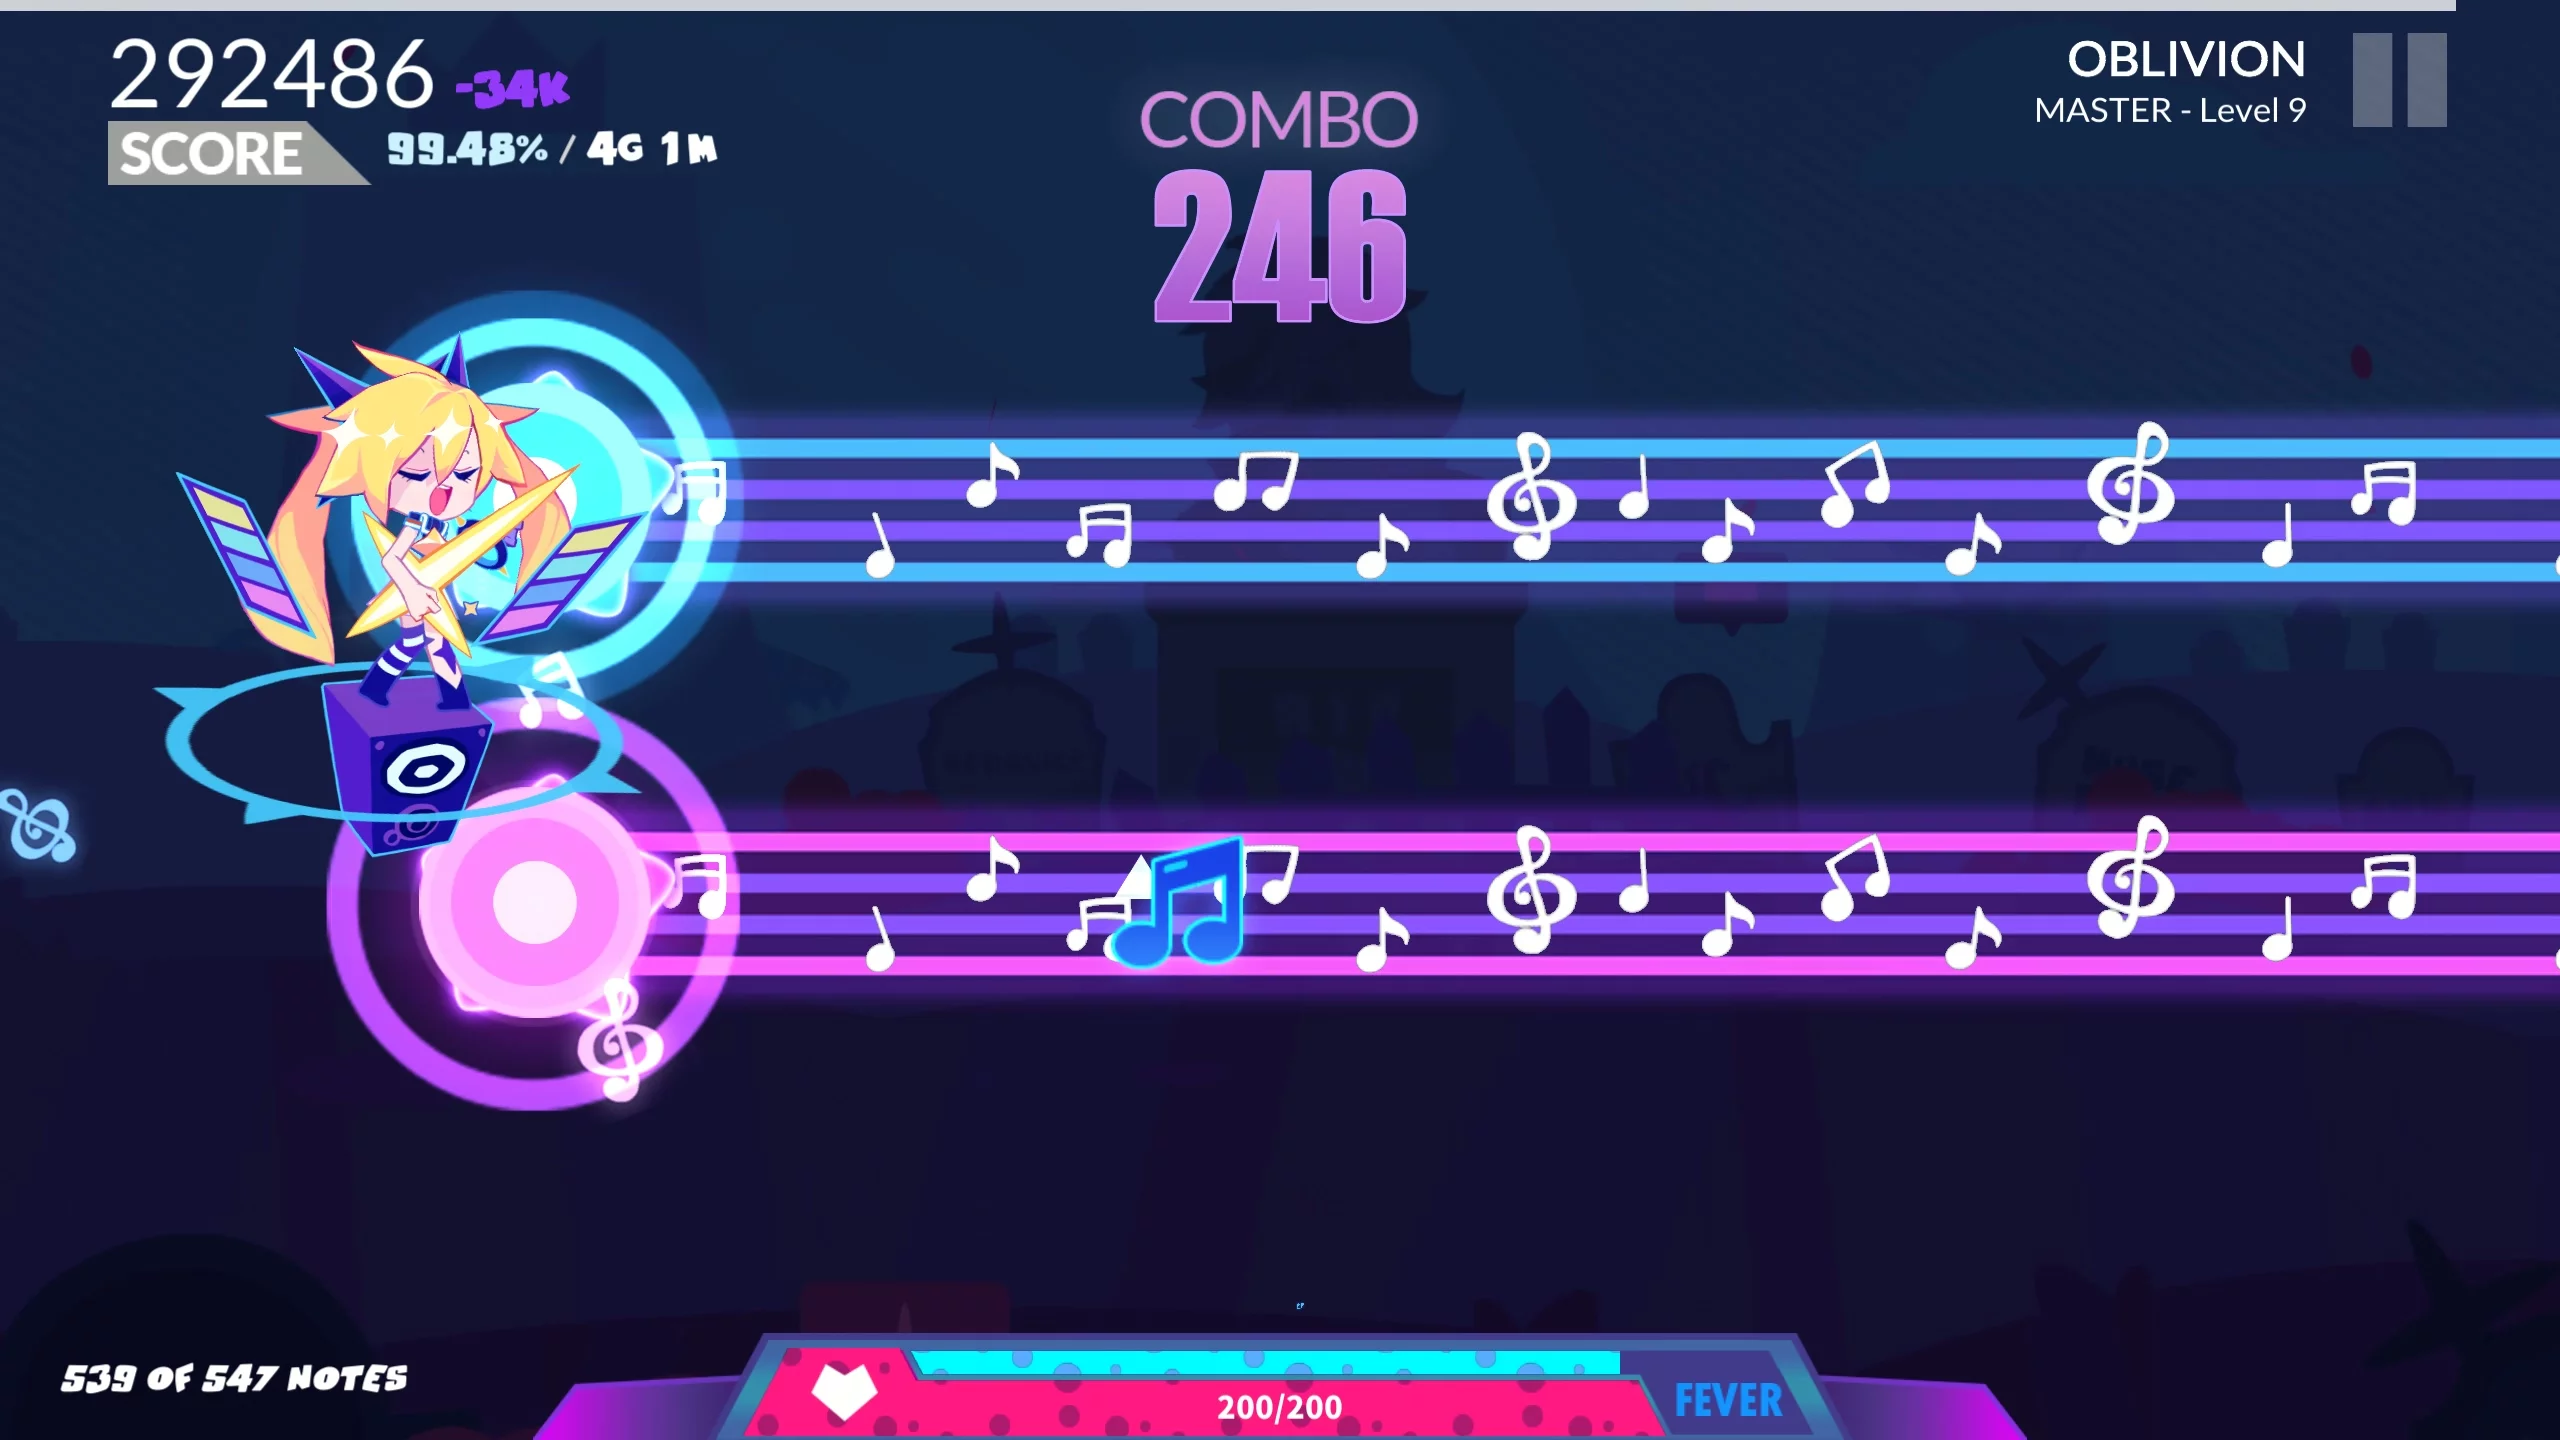 292486 -34K
SCORE 99.48% / 4G 1M
COMBO
246
OBLIVION
MASTER - Level 9
539 OF 547 NOTES
200/200
FEVER